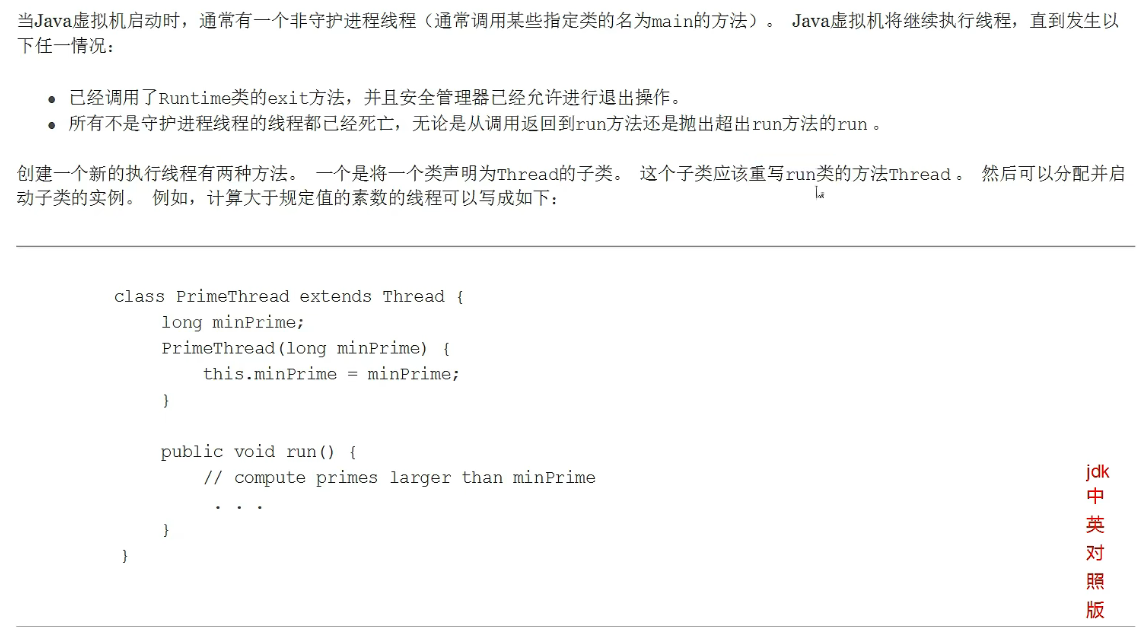 当Java虚拟机启动时，通常有一个非守护进程线程（通常调用某些指定类的名为main的方法）。 Java虚拟机将继续执行线程，直到发生以
下任一情况：
● 已经调用了Runtime类的exit方法，并且安全管理器已经允许进行退出操作。
● 所有不是守护进程线程的线程都已经死亡，无论是从调用返回到run方法还是抛出超出run方法的run 。
创建一个新的执行线程有两种方法。 一个是将一个类声明为Thread的子类。 这个子类应该重写run类的方法Thread 。 然后可以分配并启
动子类的实例。 例如，计算大于规定值的素数的线程可以写成如下：
class PrimeThread extends Thread {
long minPrime;
PrimeThread(long minPrime) {
this.minPrime = minPrime;
}
public void run() {
// compute primes larger than minPrime
. . .
}
}
jdk
中
英
对
照
版